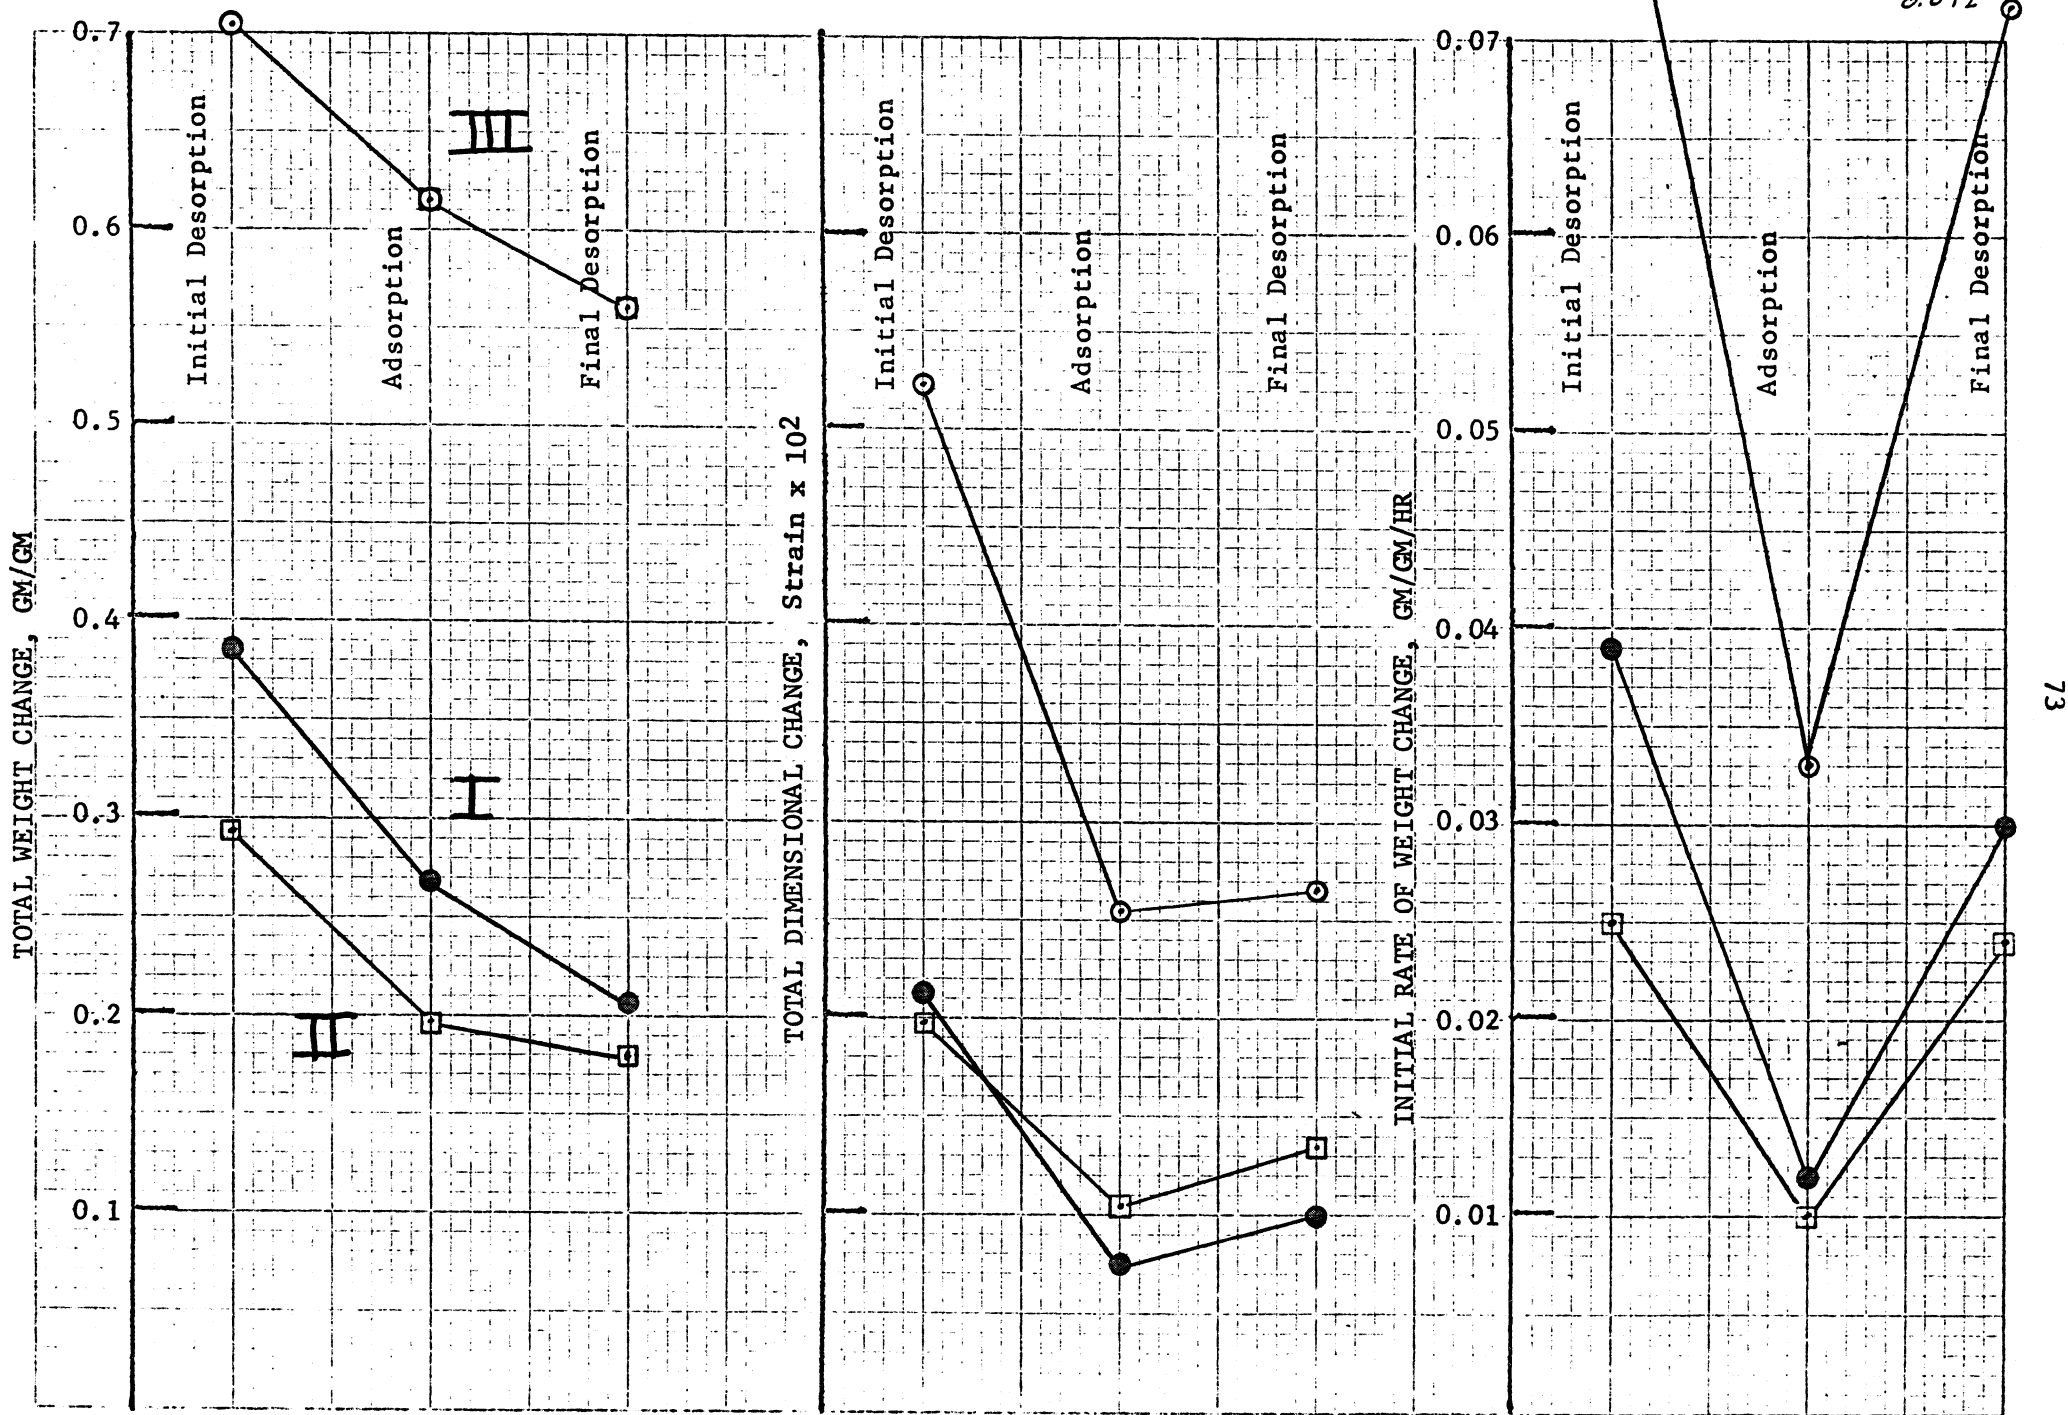 TOTAL WEIGHT CHANGE, GM/GM
0.7
0.6
0.5
0.4
0.3
0.2
0.1
Initial Desorption
Adsorption
Final Desorption
III
I
II
TOTAL DIMENSIONAL CHANGE, Strain x 10²
Initial Desorption
Adsorption
Final Desorption
INITIAL RATE OF WEIGHT CHANGE, GM/GM/HR
0.07
0.06
0.05
0.04
0.03
0.02
0.01
Initial Desorption
Adsorption
Final Desorption
73